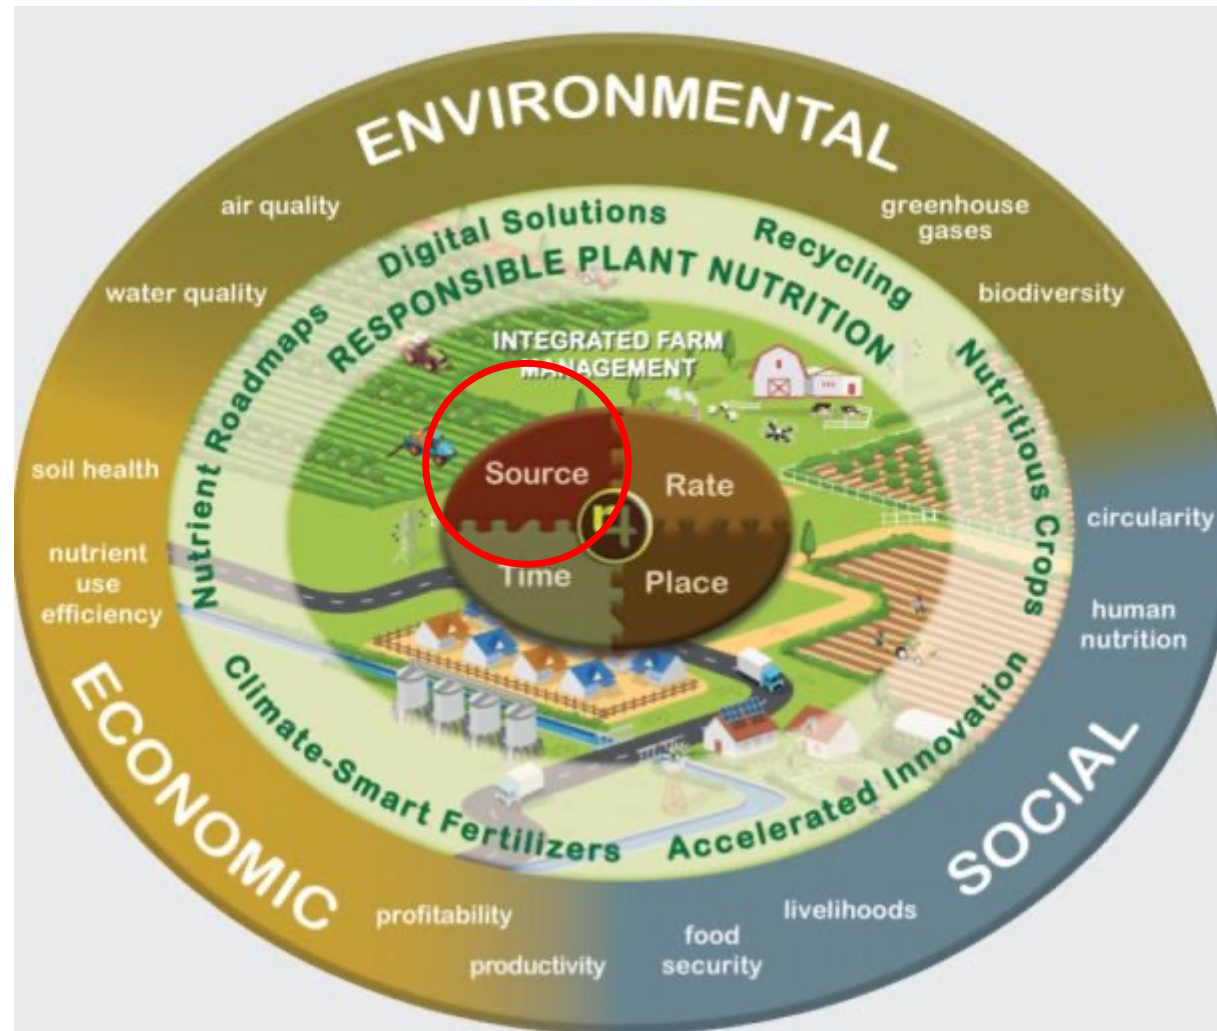 ENVIRONMENTAL
air quality
water quality
greenhouse
gases
biodiversity
Digital Solutions
Recycling
Nutrient Roadmaps
Nutritious Crops
RESPONSIBLE PLANT NUTRITION
INTEGRATED FARM
MANAGEMENT
Source
Rate
r4
Time
Place
soil health
nutrient
use
efficiency
circularity
human
nutrition
Climate-Smart Fertilizers
Accelerated Innovation
ECONOMIC
SOCIAL
profitability
productivity
livelihoods
food
security